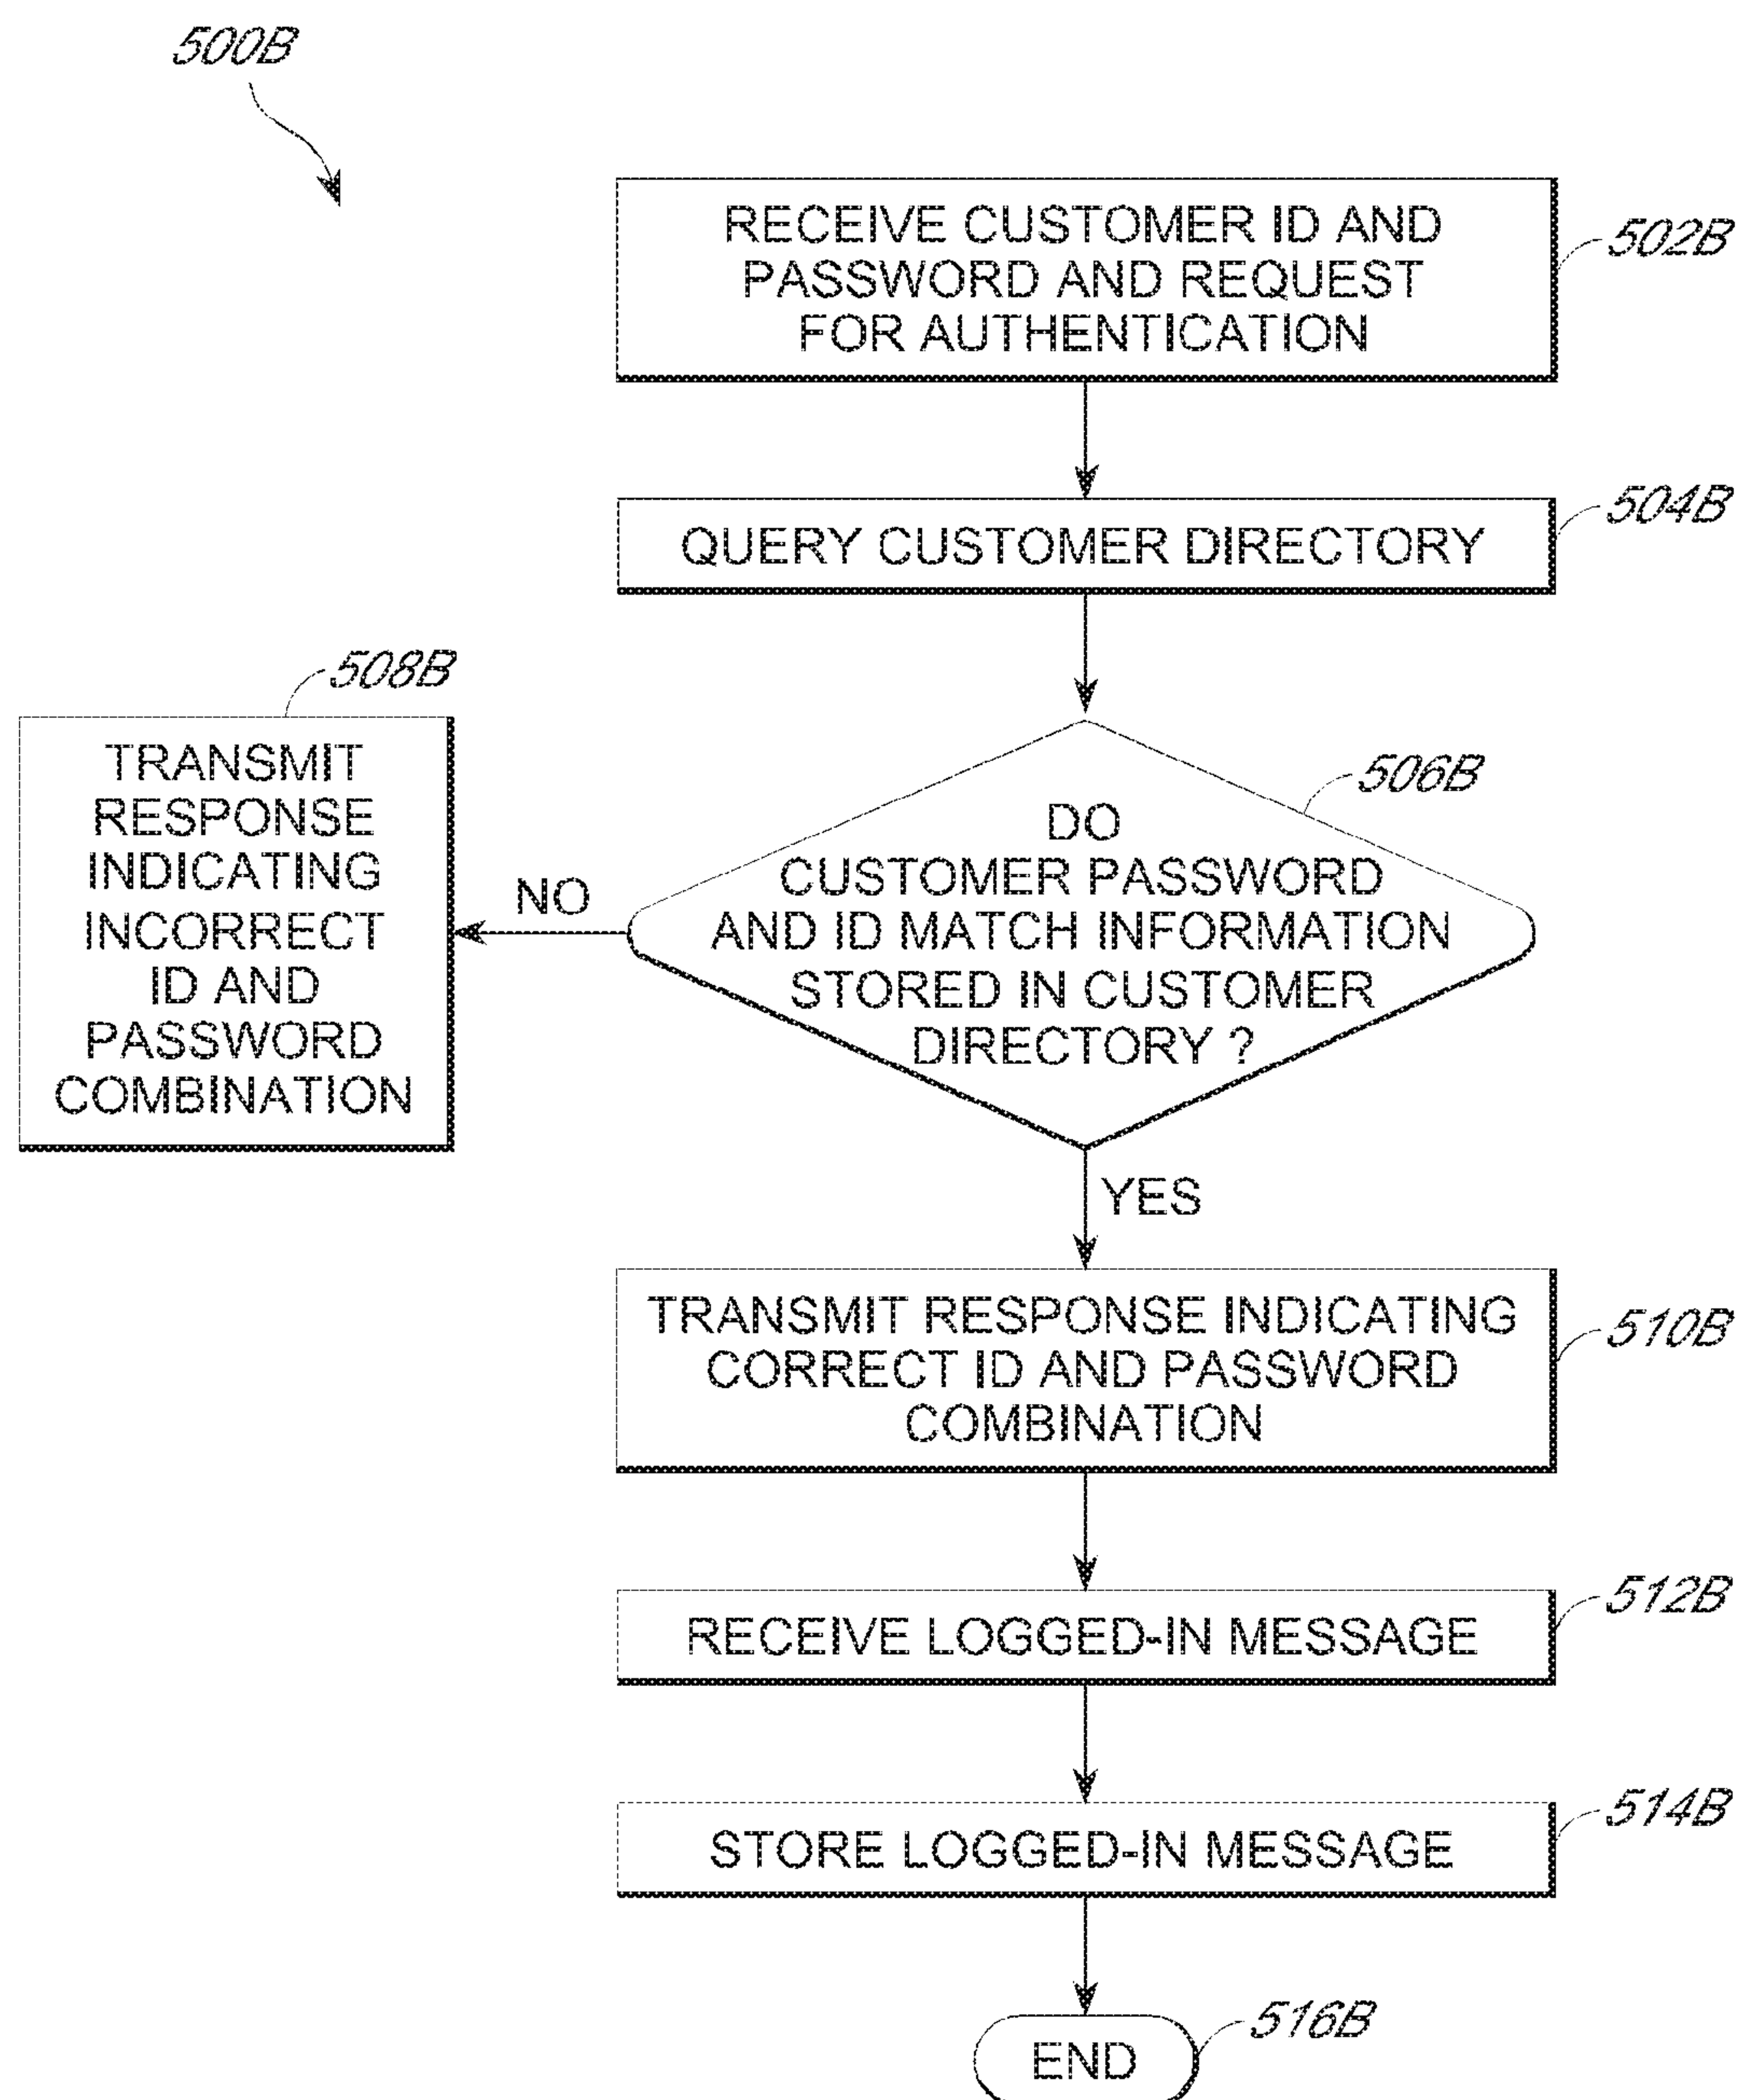 500B
RECEIVE CUSTOMER ID AND
PASSWORD AND REQUEST
FOR AUTHENTICATION
502B
QUERY CUSTOMER DIRECTORY
504B
508B
TRANSMIT
RESPONSE
INDICATING
INCORRECT
ID AND
PASSWORD
COMBINATION
NO
506B
DO
CUSTOMER PASSWORD
AND ID MATCH INFORMATION
STORED IN CUSTOMER
DIRECTORY ?
YES
TRANSMIT RESPONSE INDICATING
CORRECT ID AND PASSWORD
COMBINATION
510B
RECEIVE LOGGED-IN MESSAGE
512B
STORE LOGGED-IN MESSAGE
514B
END
516B